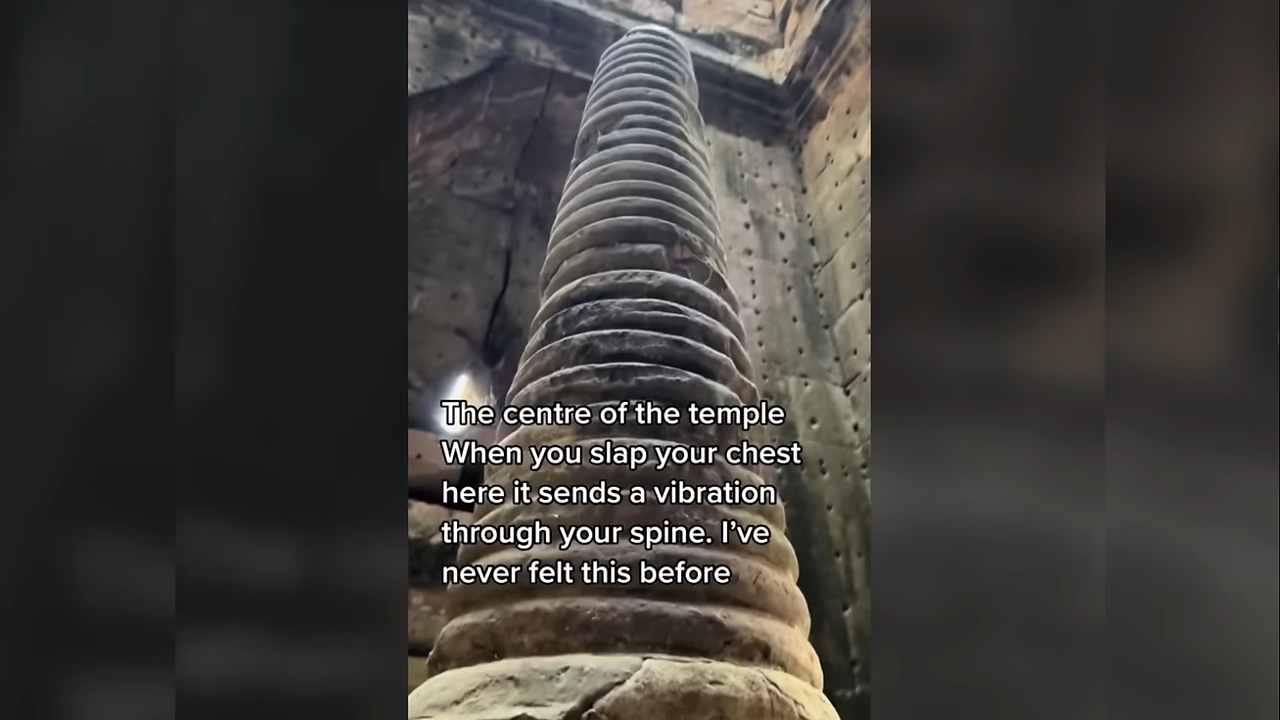 The centre of the temple
When you slap your chest
here it sends a vibration
through your spine. I’ve
never felt this before